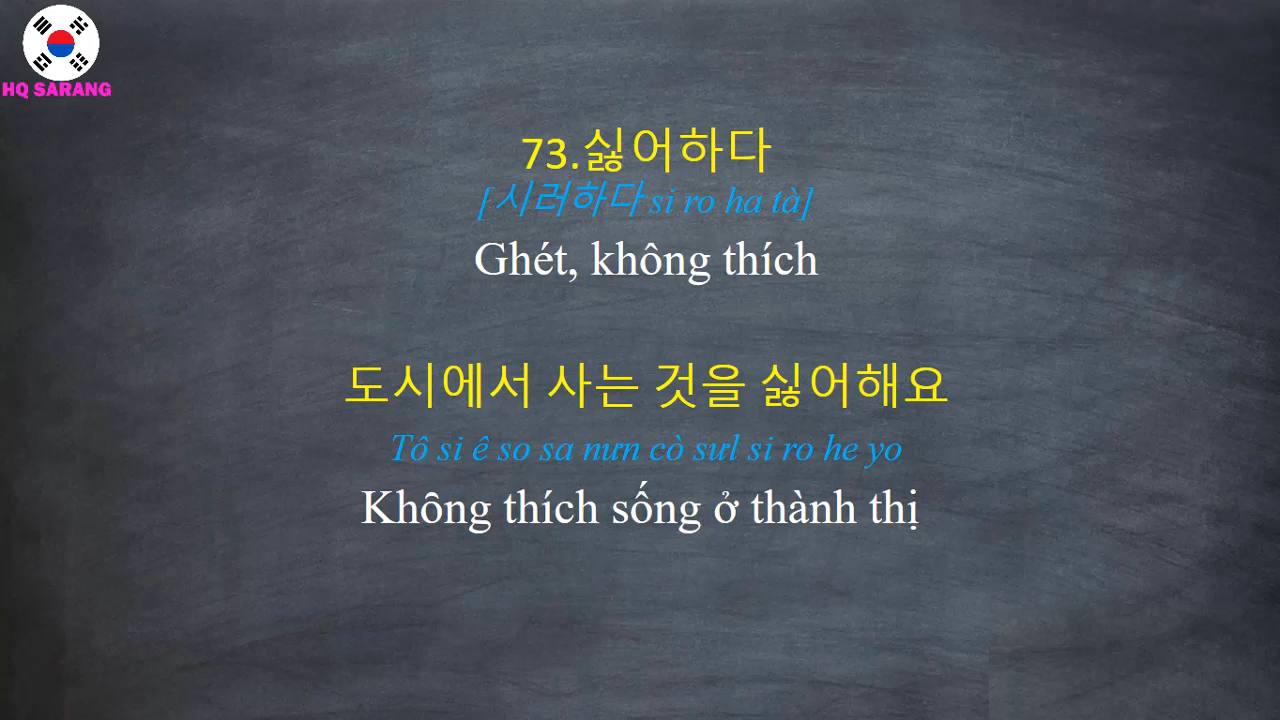 HQ SARANG
73.싫어하다
[시러하다 si ro ha tà]
Ghét, không thích
도시에서 사는 것을 싫어해요
Tô si ê so sa nưn cò sưl si ro he yo
Không thích sống ở thành thị